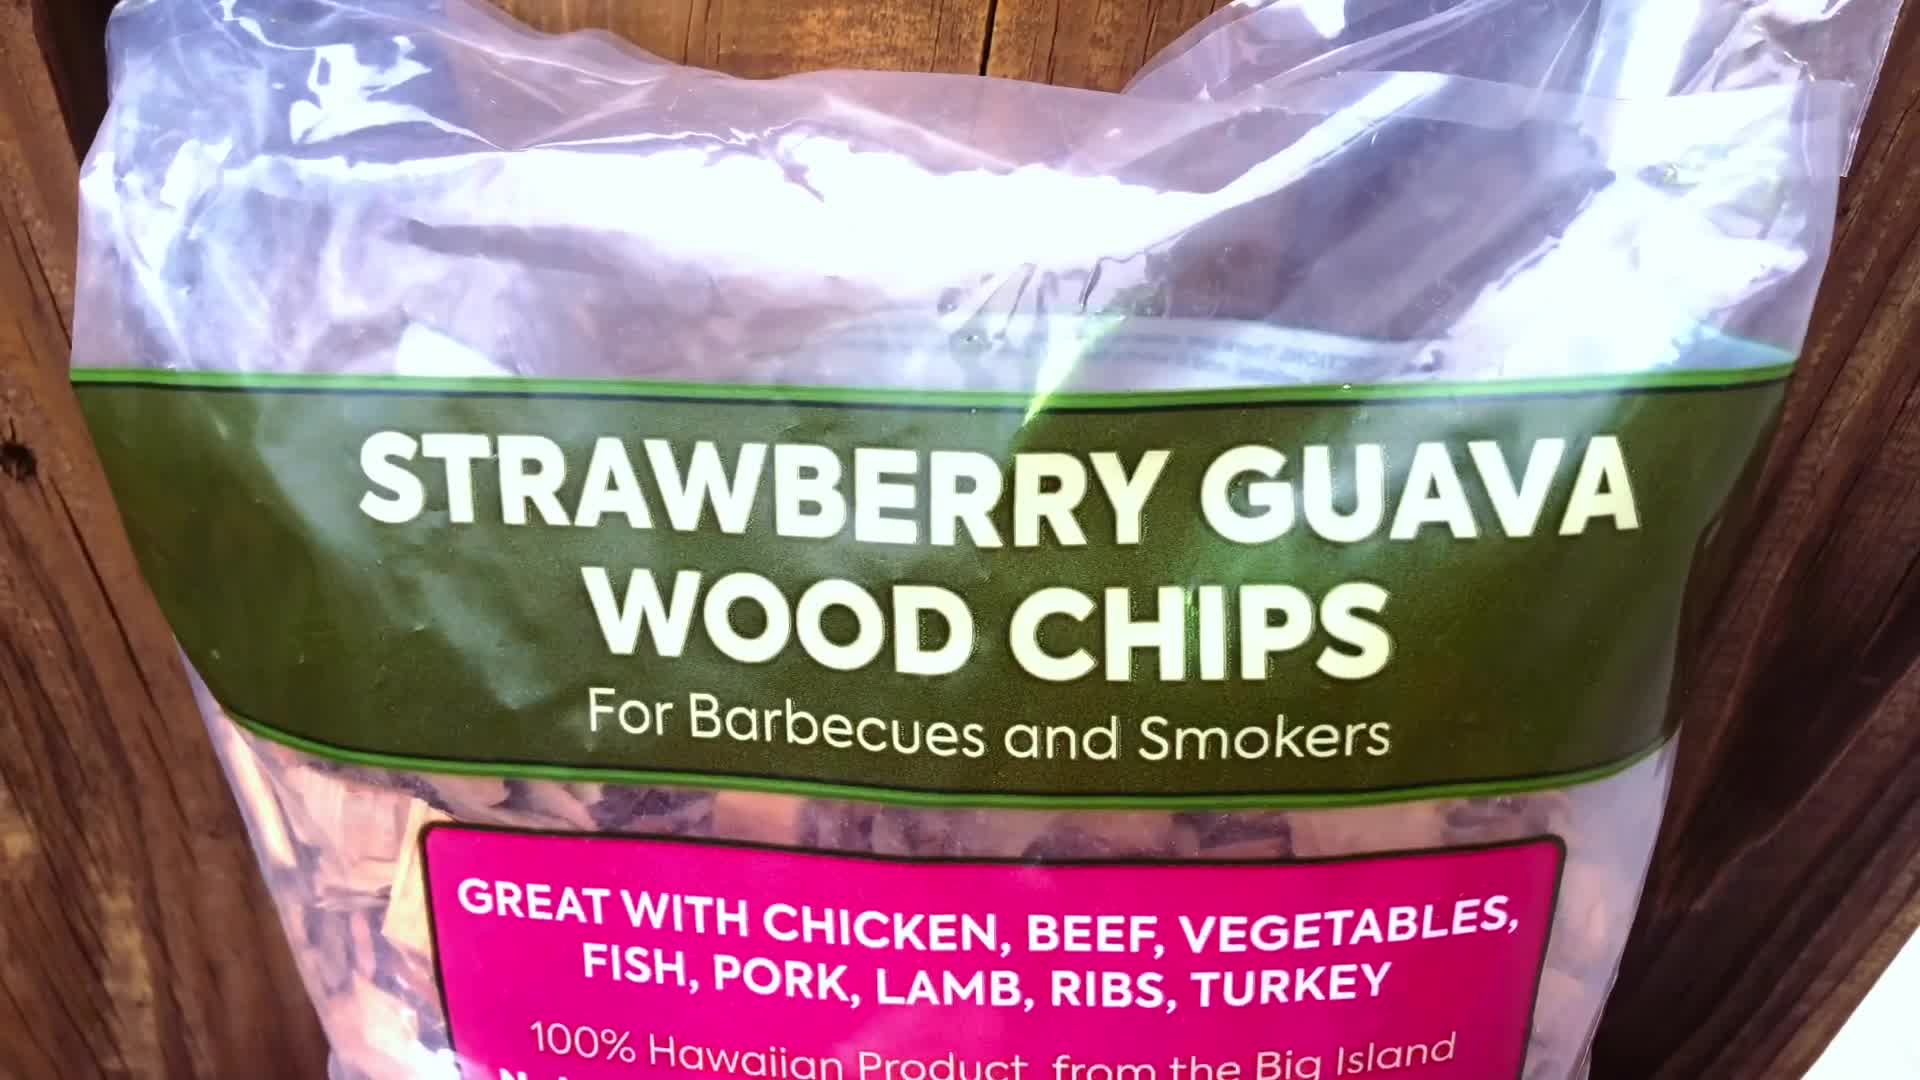 STRAWBERRY GUAVA
WOOD CHIPS
For Barbecues and Smokers
GREAT WITH CHICKEN, BEEF, VEGETABLES,
FISH, PORK, LAMB, RIBS, TURKEY
100% Hawaiian Product from the Big Island